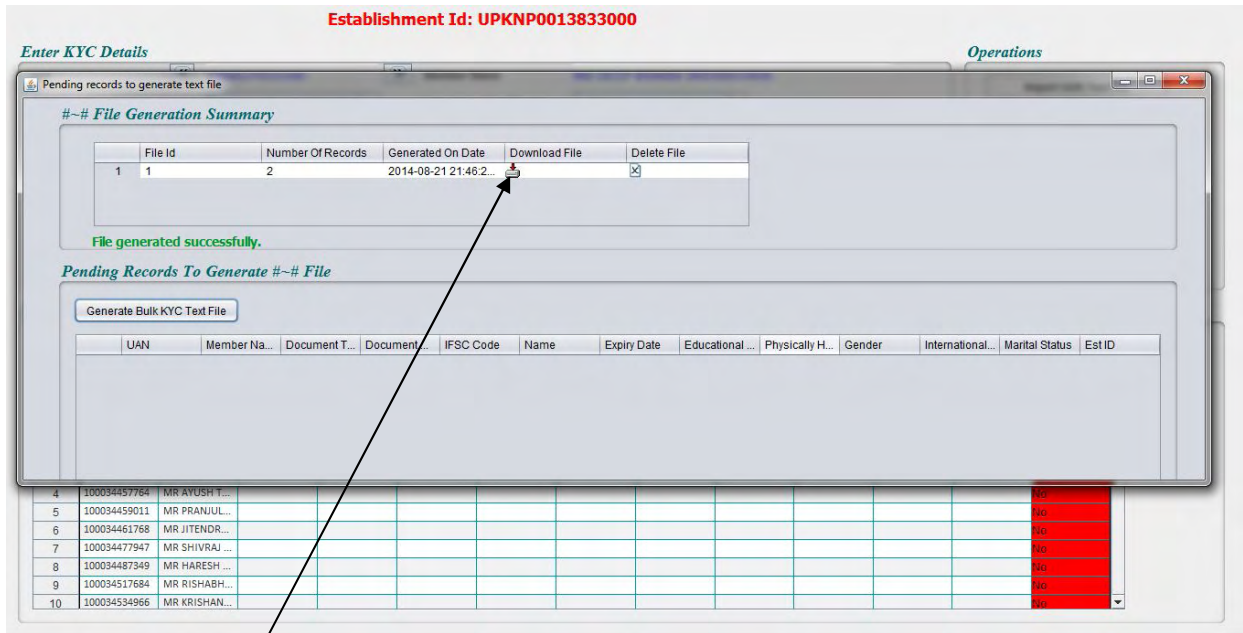 Establishment Id: UPKNP0013833000
Enter KYC Details
Operations
Pending records to generate text file
#~# File Generation Summary
File Id Number Of Records Generated On Date Download File Delete File
1 1 2 2014-08-21 21:46:2...
File generated successfully.
Pending Records To Generate #~# File
Generate Bulk KYC Text File
UAN Member Na... Document T... Document... IFSC Code Name Expiry Date Educational ... Physically H... Gender International... Marital Status Est ID
4 100034457764 MR AYUSH T... No
5 100034459011 MR PRANJUL... No
6 100034461768 MR JITENDR... No
7 100034477947 MR SHIVRAJ ... No
8 100034487349 MR HARESH ... No
9 100034517684 MR RISHABH... No
10 100034534966 MR KRISHAN... No